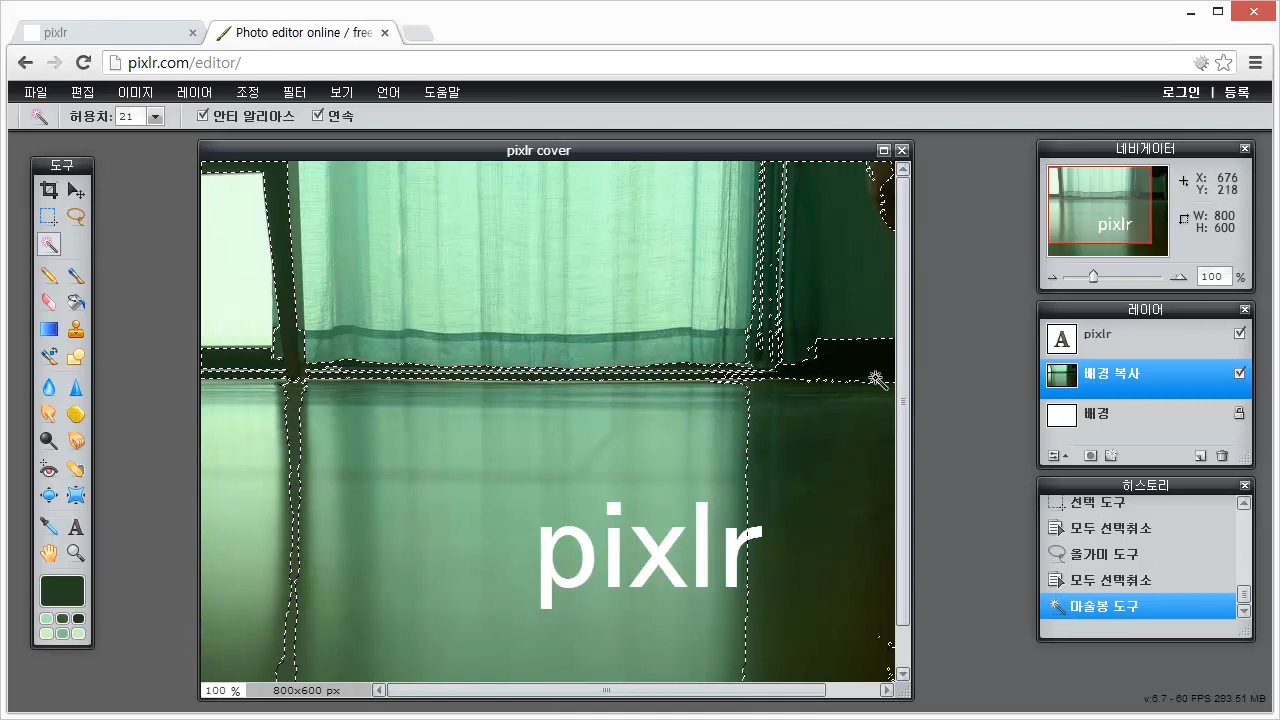 pixlr
Photo editor online / free
pixlr.com/editor/
파일 편집 이미지 레이어 조정 필터 보기 언어 도움말 로그인 | 등록
허용치: 21 안티 알리아스 연속
도구
pixlr cover
pixlr
100 % 800x600 px
네비게이터
pixlr
X: 676
Y: 218
W: 800
H: 600
100 %
레이어
A pixlr
배경 복사
배경
히스토리
선택 도구
모두 선택취소
올가미 도구
모두 선택취소
마술봉 도구
v:6.7 - 60 FPS 293.51 MB